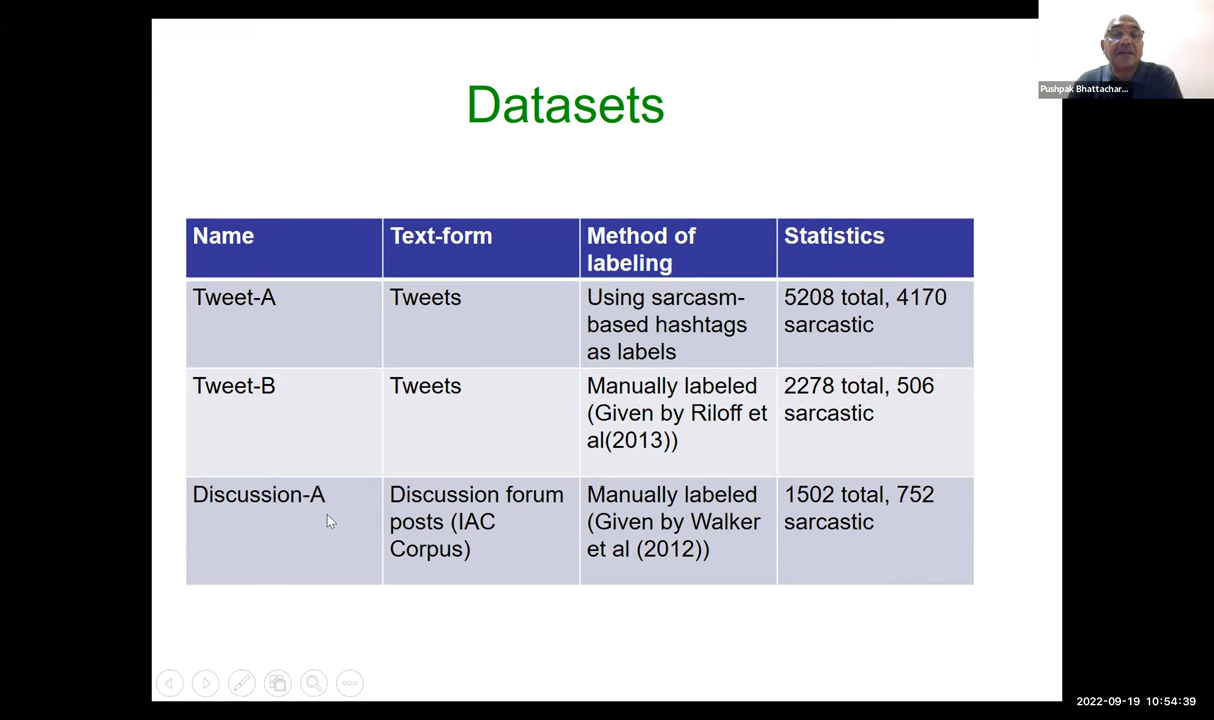 Pushpak Bhattachar...
Datasets
Name
Text-form
Method of
labeling
Statistics
Tweet-A
Tweets
Using sarcasm-
based hashtags
as labels
5208 total, 4170
sarcastic
Tweet-B
Tweets
Manually labeled
(Given by Riloff et
al(2013))
2278 total, 506
sarcastic
Discussion-A
Discussion forum
posts (IAC
Corpus)
Manually labeled
(Given by Walker
et al (2012))
1502 total, 752
sarcastic
2022-09-19 10:54:39